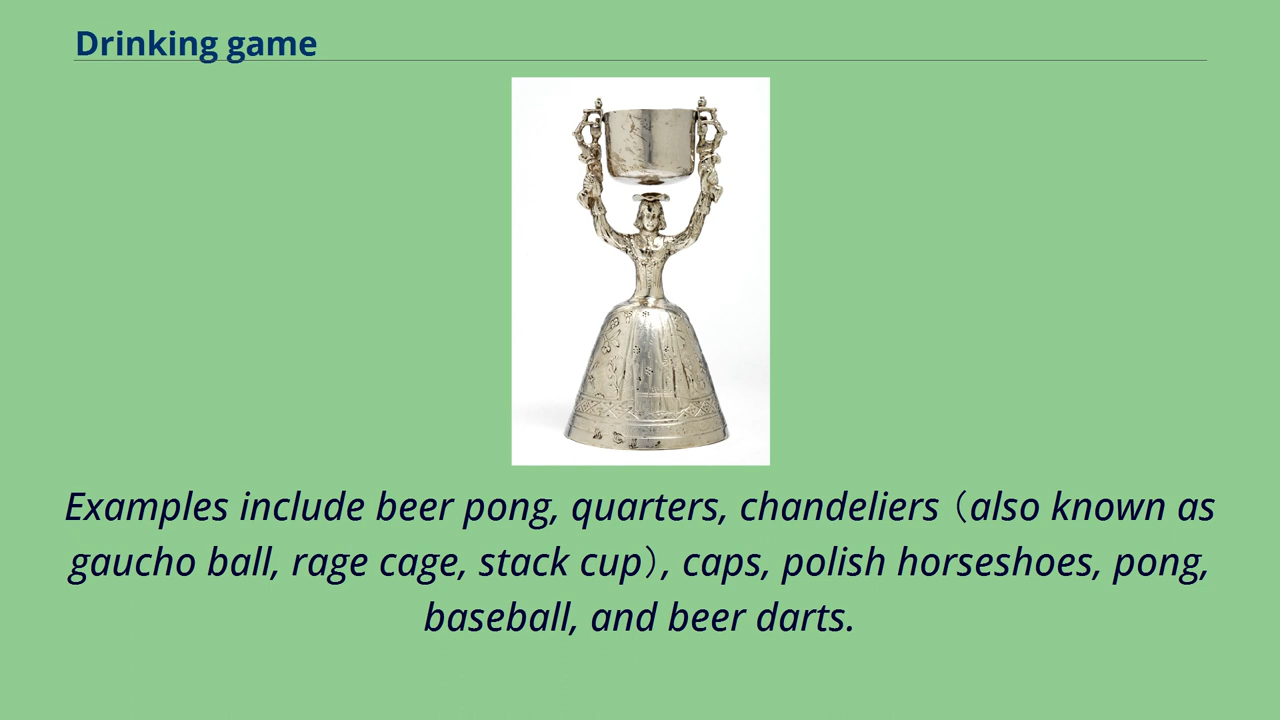 Drinking game
Examples include beer pong, quarters, chandeliers（also known as
gaucho ball, rage cage, stack cup）, caps, polish horseshoes, pong,
baseball, and beer darts.